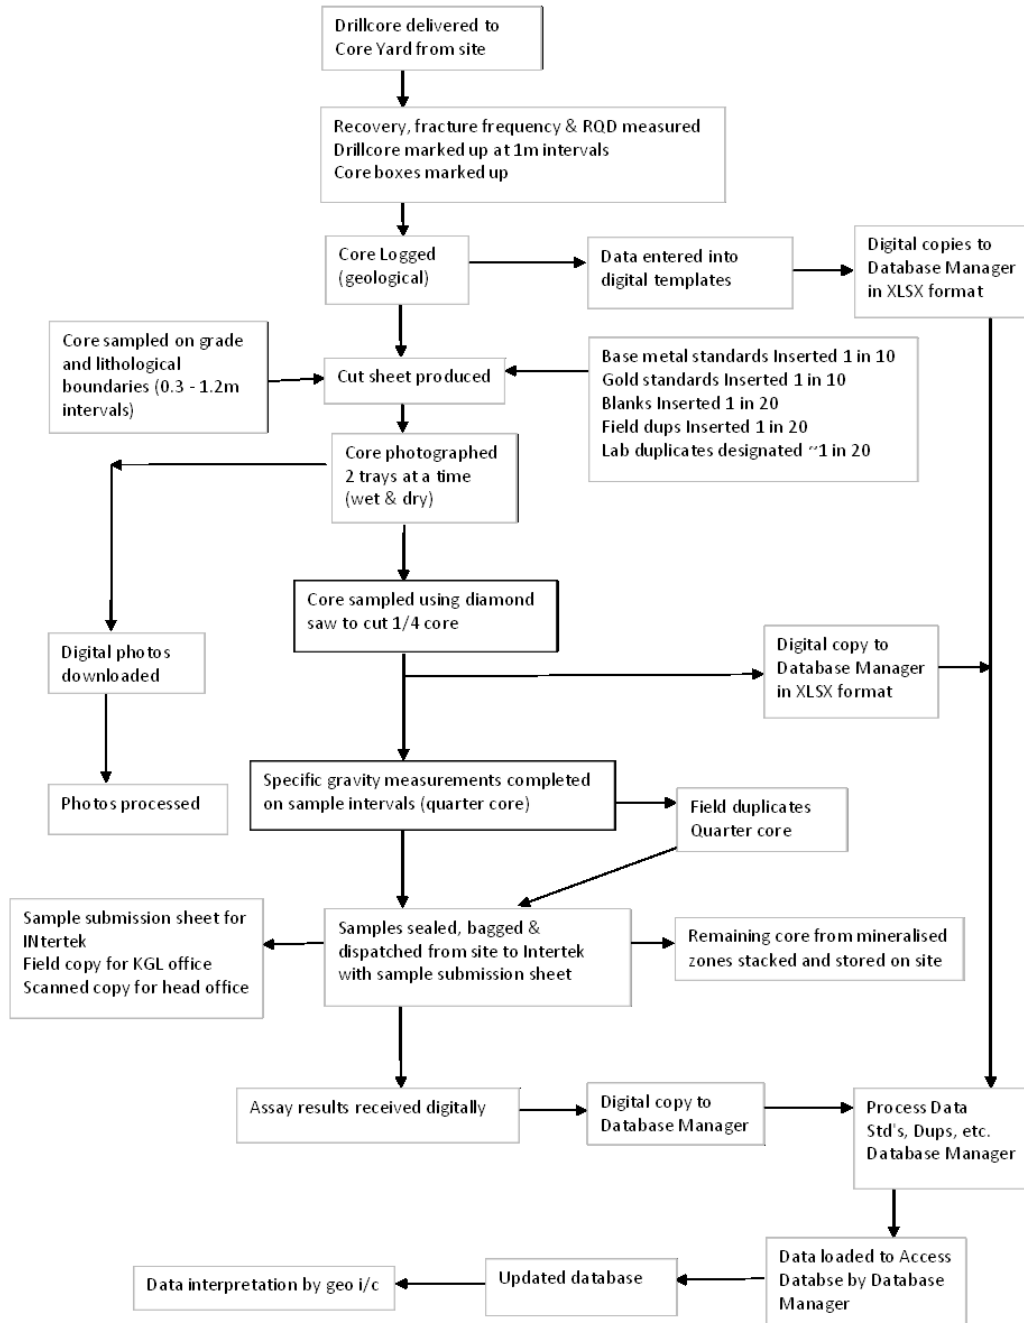 Drillcore delivered to
Core Yard from site
Recovery, fracture frequency & RQD measured
Drillcore marked up at 1m intervals
Core boxes marked up
Core Logged
(geological)
Data entered into
digital templates
Digital copies to
Database Manager
in XLSX format
Core sampled on grade
and lithological
boundaries (0.3 - 1.2m
intervals)
Cut sheet produced
Base metal standards Inserted 1 in 10
Gold standards Inserted 1 in 10
Blanks Inserted 1 in 20
Field dups Inserted 1 in 20
Lab duplicates designated ~1 in 20
Core photographed
2 trays at a time
(wet & dry)
Core sampled using diamond
saw to cut 1/4 core
Digital photos
downloaded
Digital copy to
Database Manager
in XLSX format
Photos processed
Specific gravity measurements completed
on sample intervals (quarter core)
Field duplicates
Quarter core
Sample submission sheet for
INtertek
Field copy for KGL office
Scanned copy for head office
Samples sealed, bagged &
dispatched from site to Intertek
with sample submission sheet
Remaining core from mineralised
zones stacked and stored on site
Assay results received digitally
Digital copy to
Database Manager
Process Data
Std's, Dups, etc.
Database Manager
Data loaded to Access
Databse by Database
Manager
Updated database
Data interpretation by geo i/c